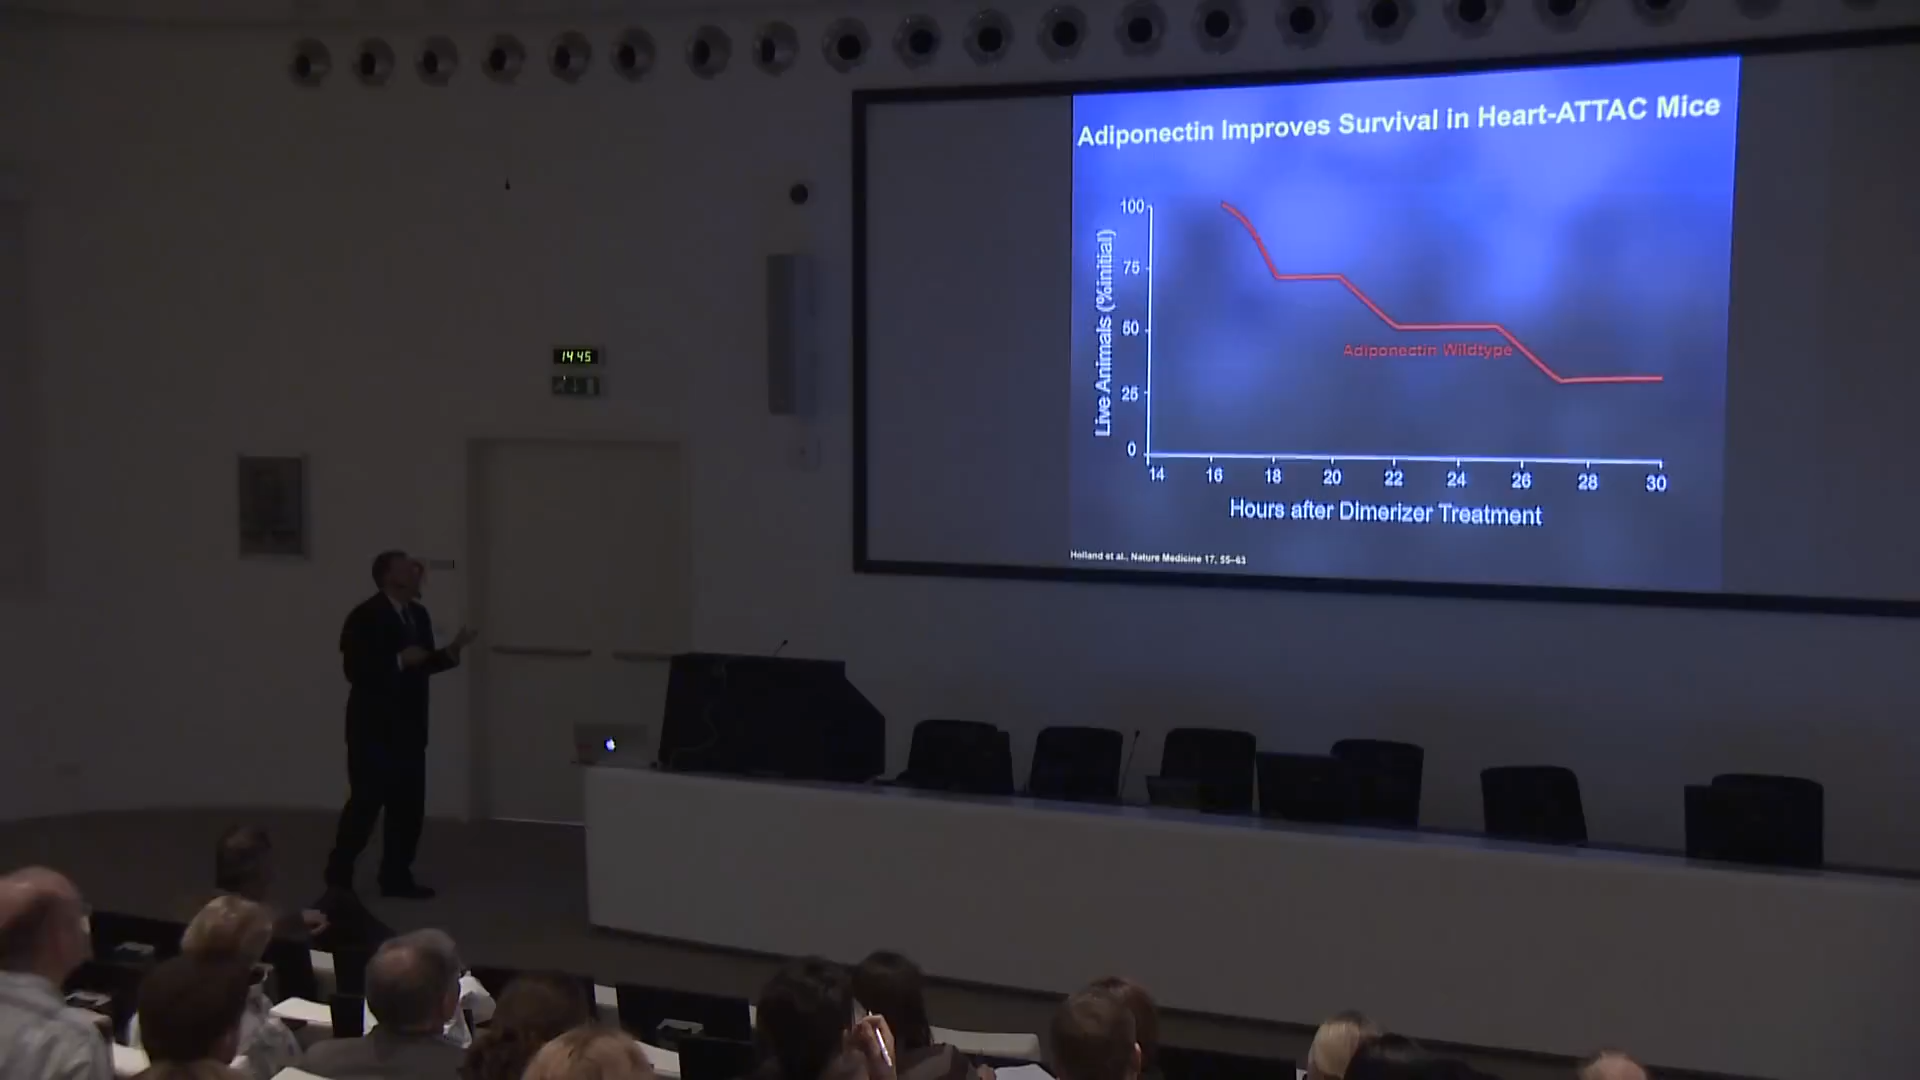 Adiponectin Improves Survival in Heart-ATTAC Mice
100
75
50
25
0
Live Animals (%initial)
Adiponectin Wildtype
14 16 18 20 22 24 26 28 30
Hours after Dimerizer Treatment
Holland et al., Nature Medicine 17, 55–63
14 45